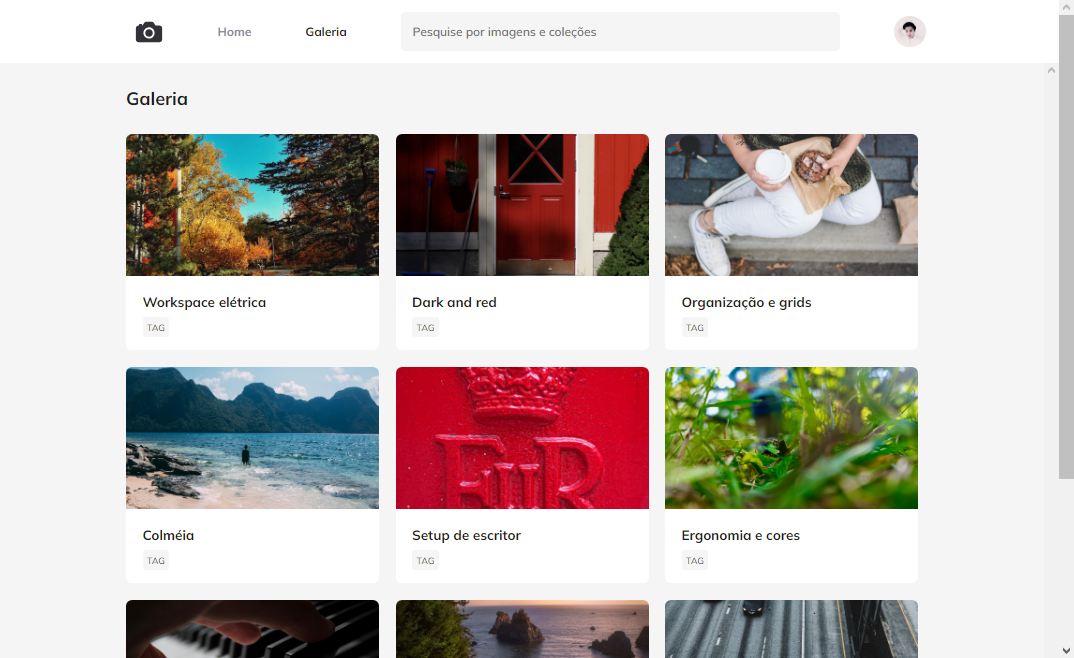 Home
Galeria
Pesquise por imagens e coleções
Galeria
Workspace elétrica
TAG
Dark and red
TAG
Organização e grids
TAG
EIIR
Colméia
TAG
Setup de escritor
TAG
Ergonomia e cores
TAG